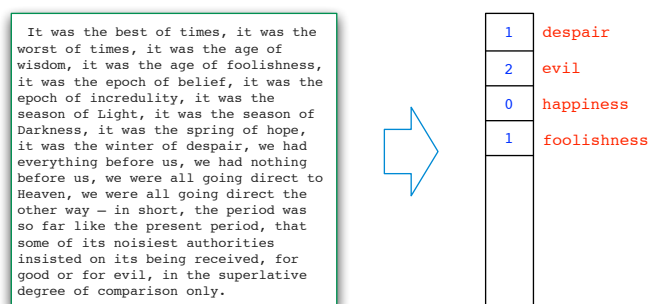 It was the best of times, it was the
worst of times, it was the age of
wisdom, it was the age of foolishness,
it was the epoch of belief, it was the
epoch of incredulity, it was the
season of Light, it was the season of
Darkness, it was the spring of hope,
it was the winter of despair, we had
everything before us, we had nothing
before us, we were all going direct to
Heaven, we were all going direct the
other way — in short, the period was
so far like the present period, that
some of its noisiest authorities
insisted on its being received, for
good or for evil, in the superlative
degree of comparison only.
1 despair
2 evil
0 happiness
1 foolishness